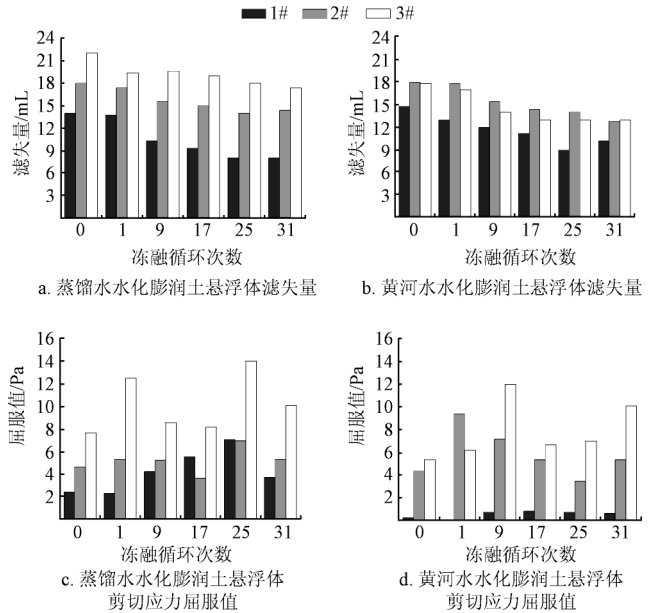 1# 2# 3#
24
21
18
15
12
9
6
3
滤失量/mL
0 1 9 17 25 31
冻融循环次数
a. 蒸馏水水化膨润土悬浮体滤失量
24
21
18
15
12
9
6
3
滤失量/mL
0 1 9 17 25 31
冻融循环次数
b. 黄河水水化膨润土悬浮体滤失量
16
14
12
10
8
6
4
2
屈服值/Pa
0 1 9 17 25 31
冻融循环次数
c. 蒸馏水水化膨润土悬浮体
剪切应力屈服值
16
14
12
10
8
6
4
2
屈服值/Pa
0 1 9 17 25 31
冻融循环次数
d. 黄河水水化膨润土悬浮体
剪切应力屈服值